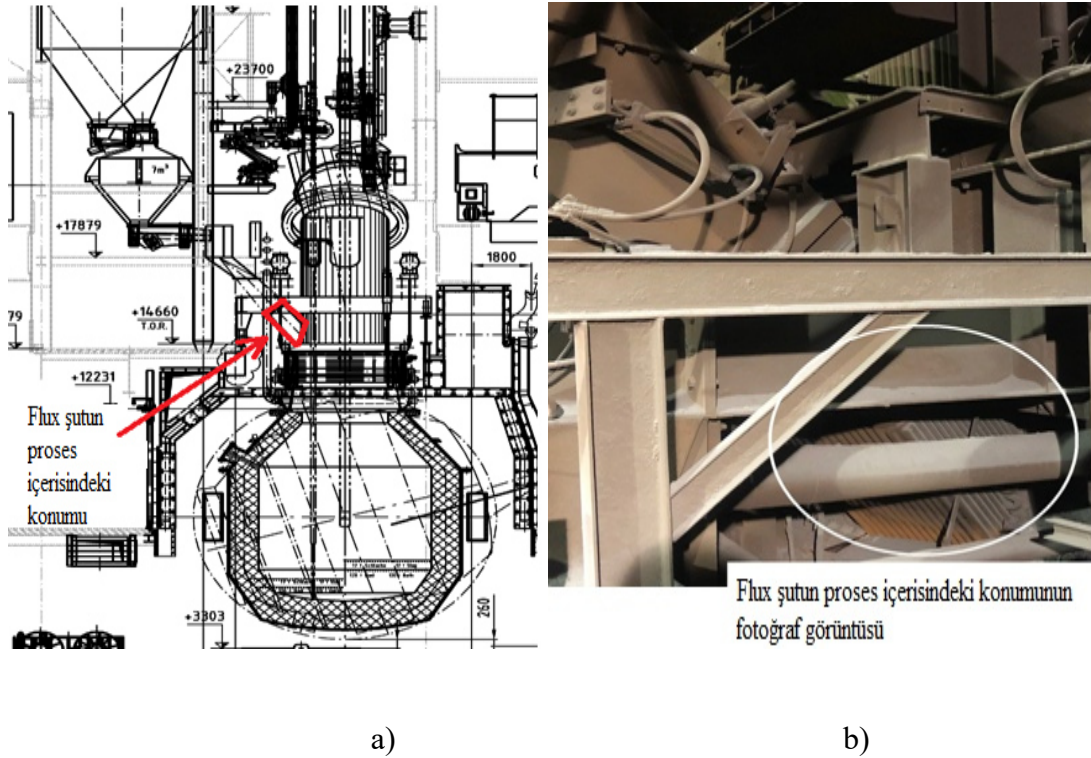 +23700
7m³
+17879
1800
+14660
T.O.R.
79
+12231
Flux şutun
proses
içerisindeki
konumu
260
+3303
Flux şutun proses içerisindeki konumunun
fotoğraf görüntüsü
a)
b)